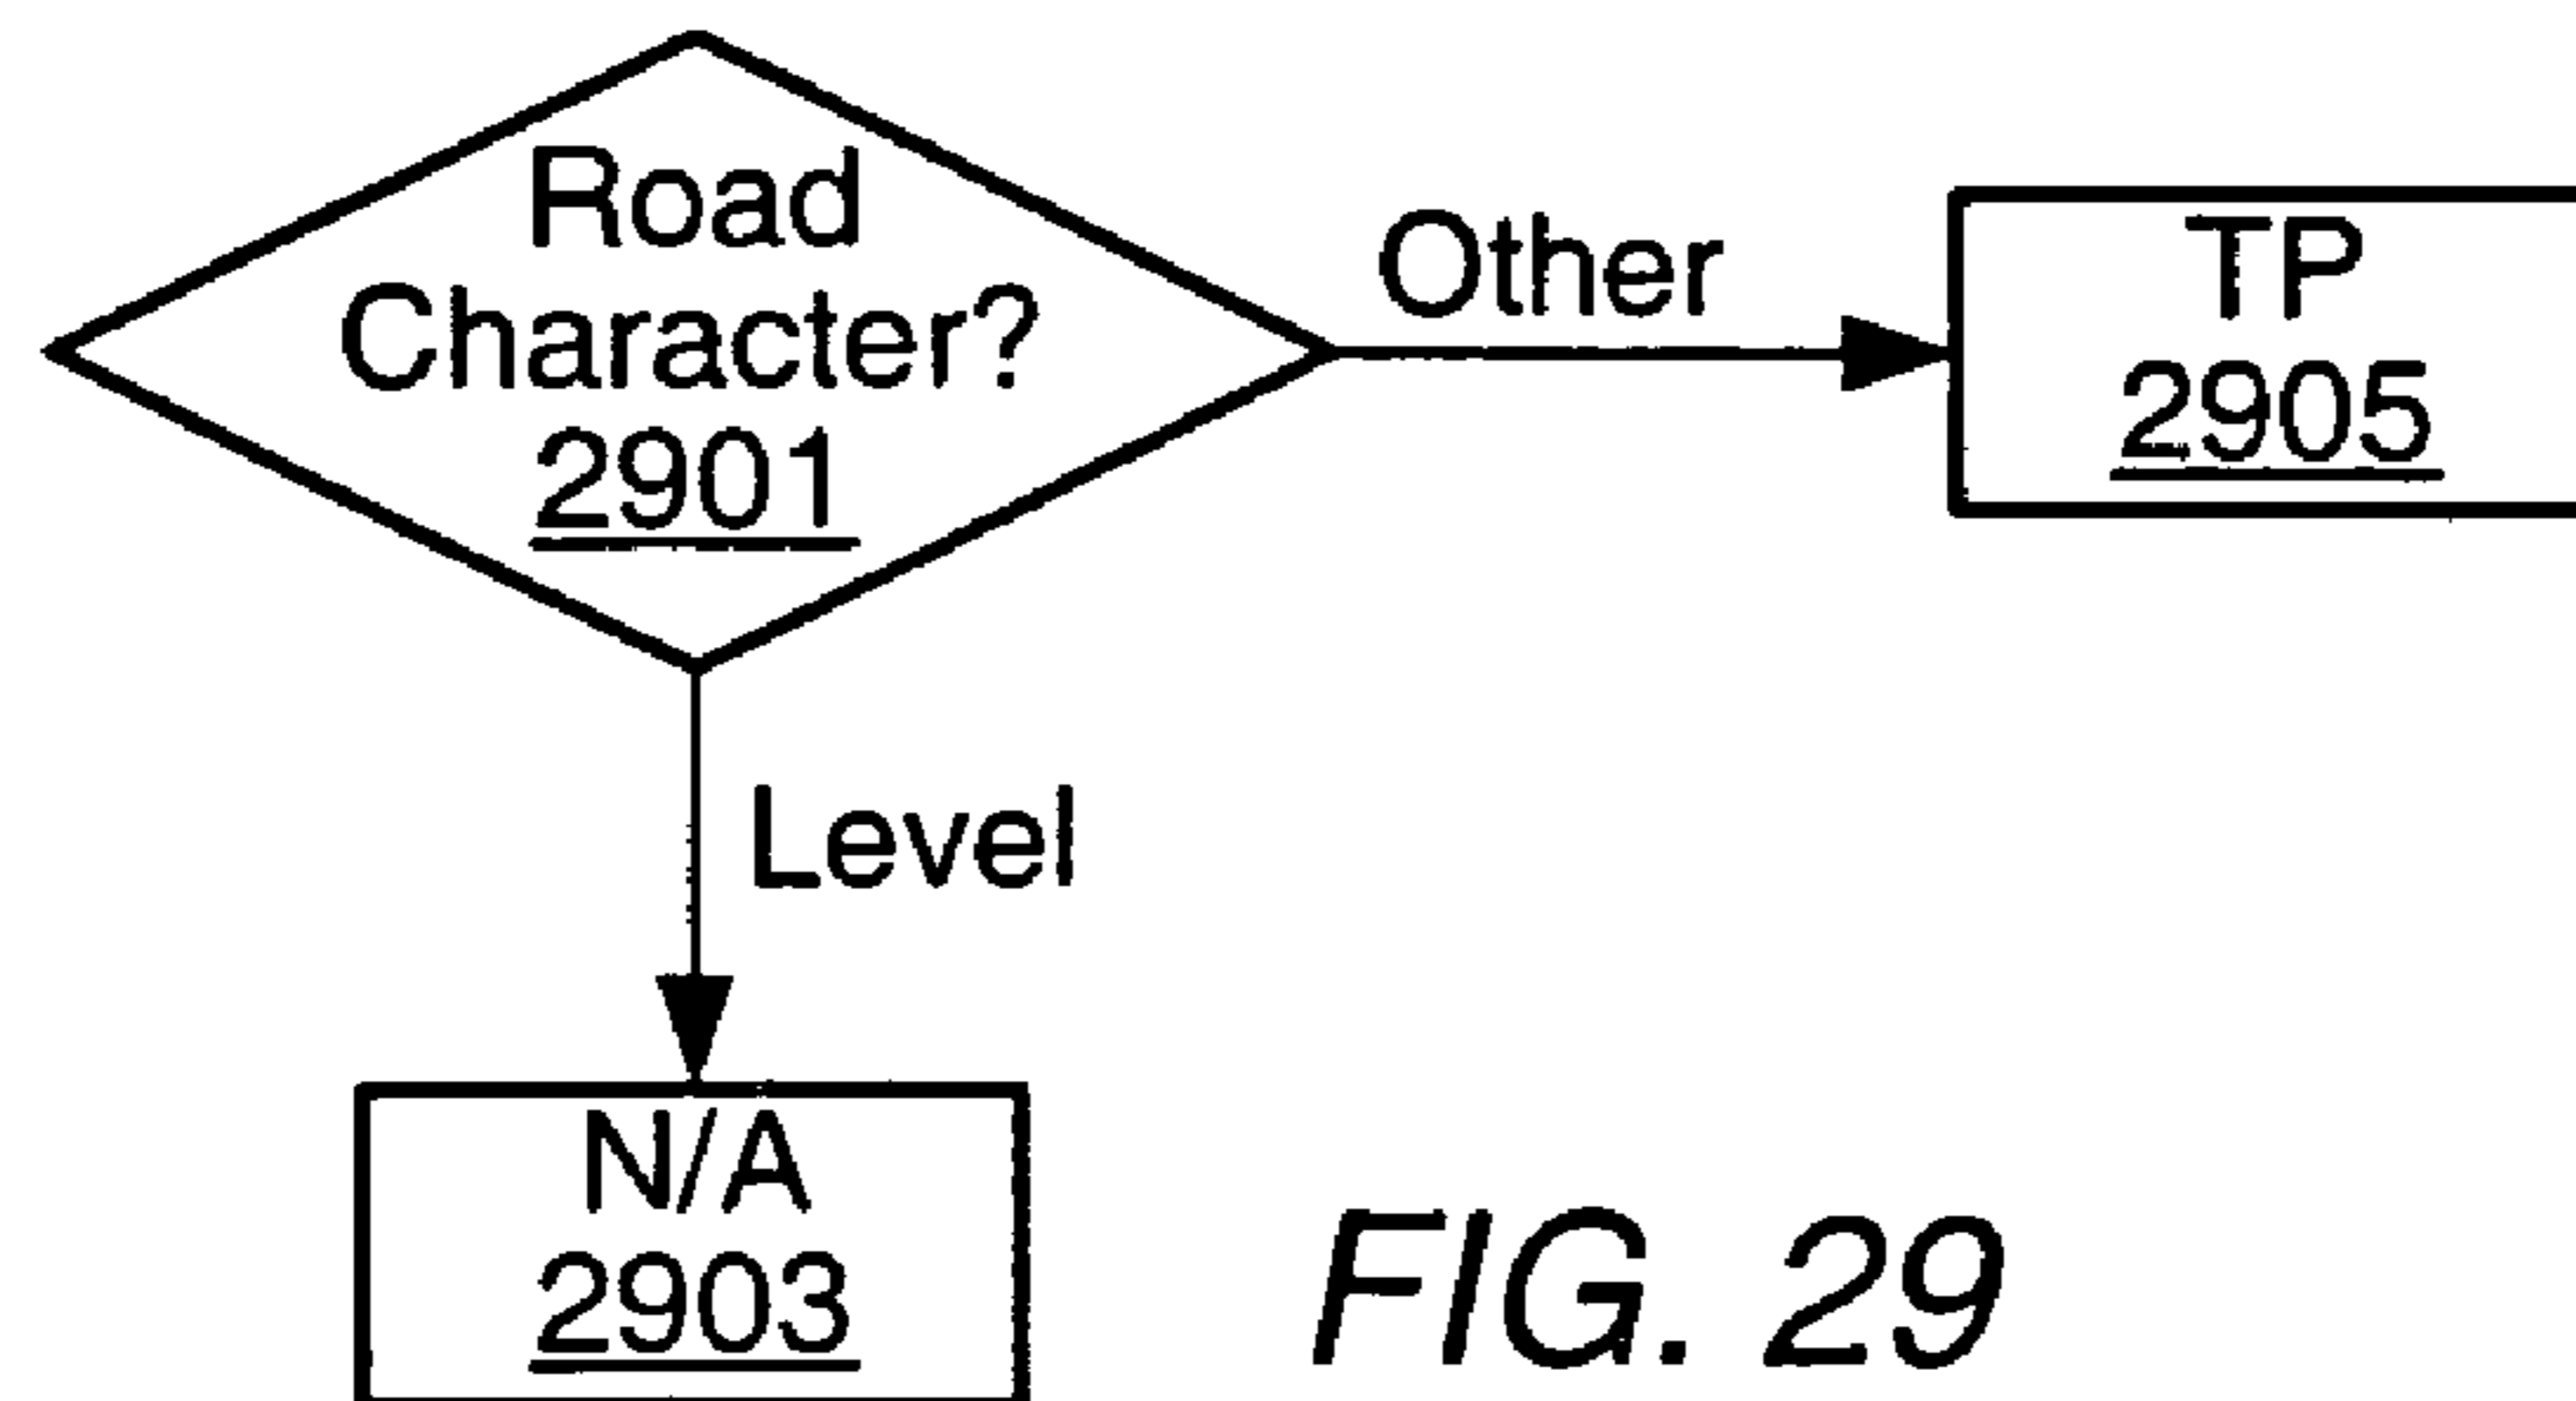 Road
Character?
2901
Other
TP
2905
Level
N/A
2903
FIG. 29